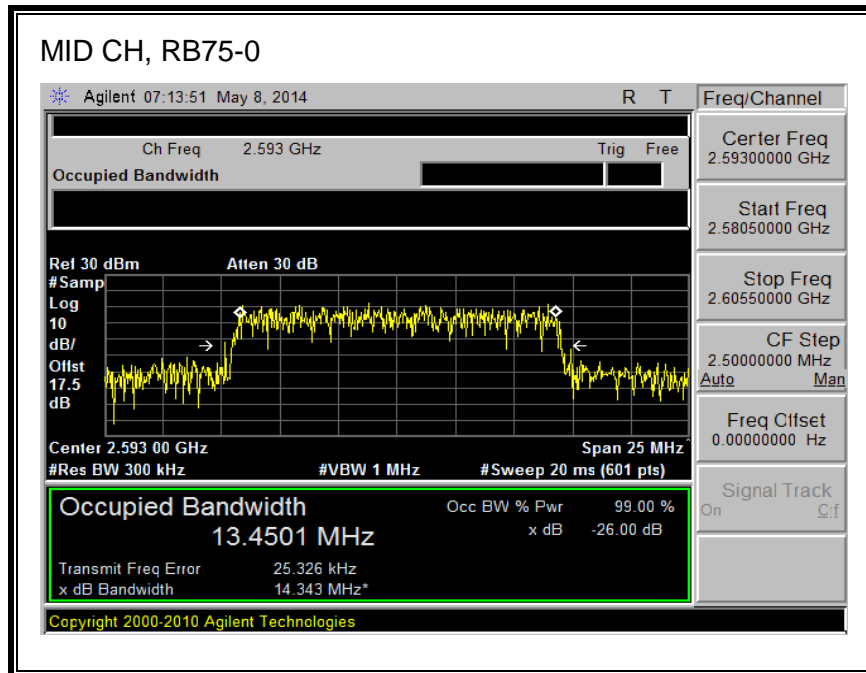 MID CH, RB75-0
Agilent 07:13:51 May 8, 2014 R T
Freq/Channel
Ch Freq 2.593 GHz Trig Free
Occupied Bandwidth
Center Freq
2.59300000 GHz
Start Freq
2.58050000 GHz
Stop Freq
2.60550000 GHz
CF Step
2.50000000 MHz
Auto Man
Freq Offset
0.00000000 Hz
Signal Track
On Off
Ref 30 dBm Atten 30 dB
#Samp
Log
10
dB/
Offst
17.5
dB
Center 2.593 00 GHz Span 25 MHz
#Res BW 300 kHz #VBW 1 MHz #Sweep 20 ms (601 pts)
Occupied Bandwidth Occ BW % Pwr 99.00 %
13.4501 MHz x dB -26.00 dB
Transmit Freq Error 25.326 kHz
x dB Bandwidth 14.343 MHz*
Copyright 2000-2010 Agilent Technologies